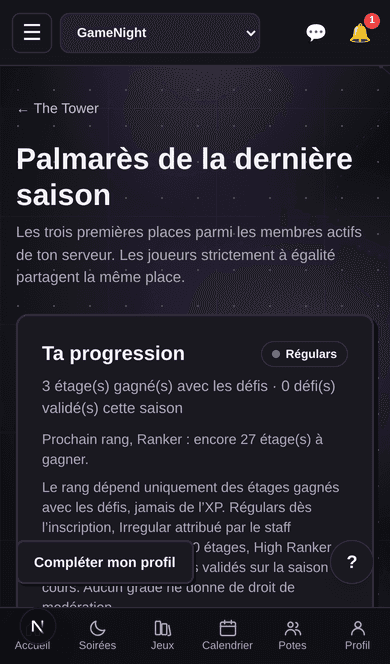 GameNight
1
← The Tower
Palmarès de la dernière
saison
Les trois premières places parmi les membres actifs
de ton serveur. Les joueurs strictement à égalité
partagent la même place.
Ta progression
Régulars
3 étage(s) gagné(s) avec les défis · 0 défi(s)
validé(s) cette saison
Prochain rang, Ranker : encore 27 étage(s) à
gagner.
Le rang dépend uniquement des étages gagnés
avec les défis, jamais de l’XP. Régulars dès
l’inscription, Irregular attribué par le staff
0 étages, High Ranker
Compléter mon profil
?
validés sur la saison
cours. Aucun grade ne donne de droit de
modération.
N
Accueil
Soirées
Jeux
Calendrier
Potes
Profil